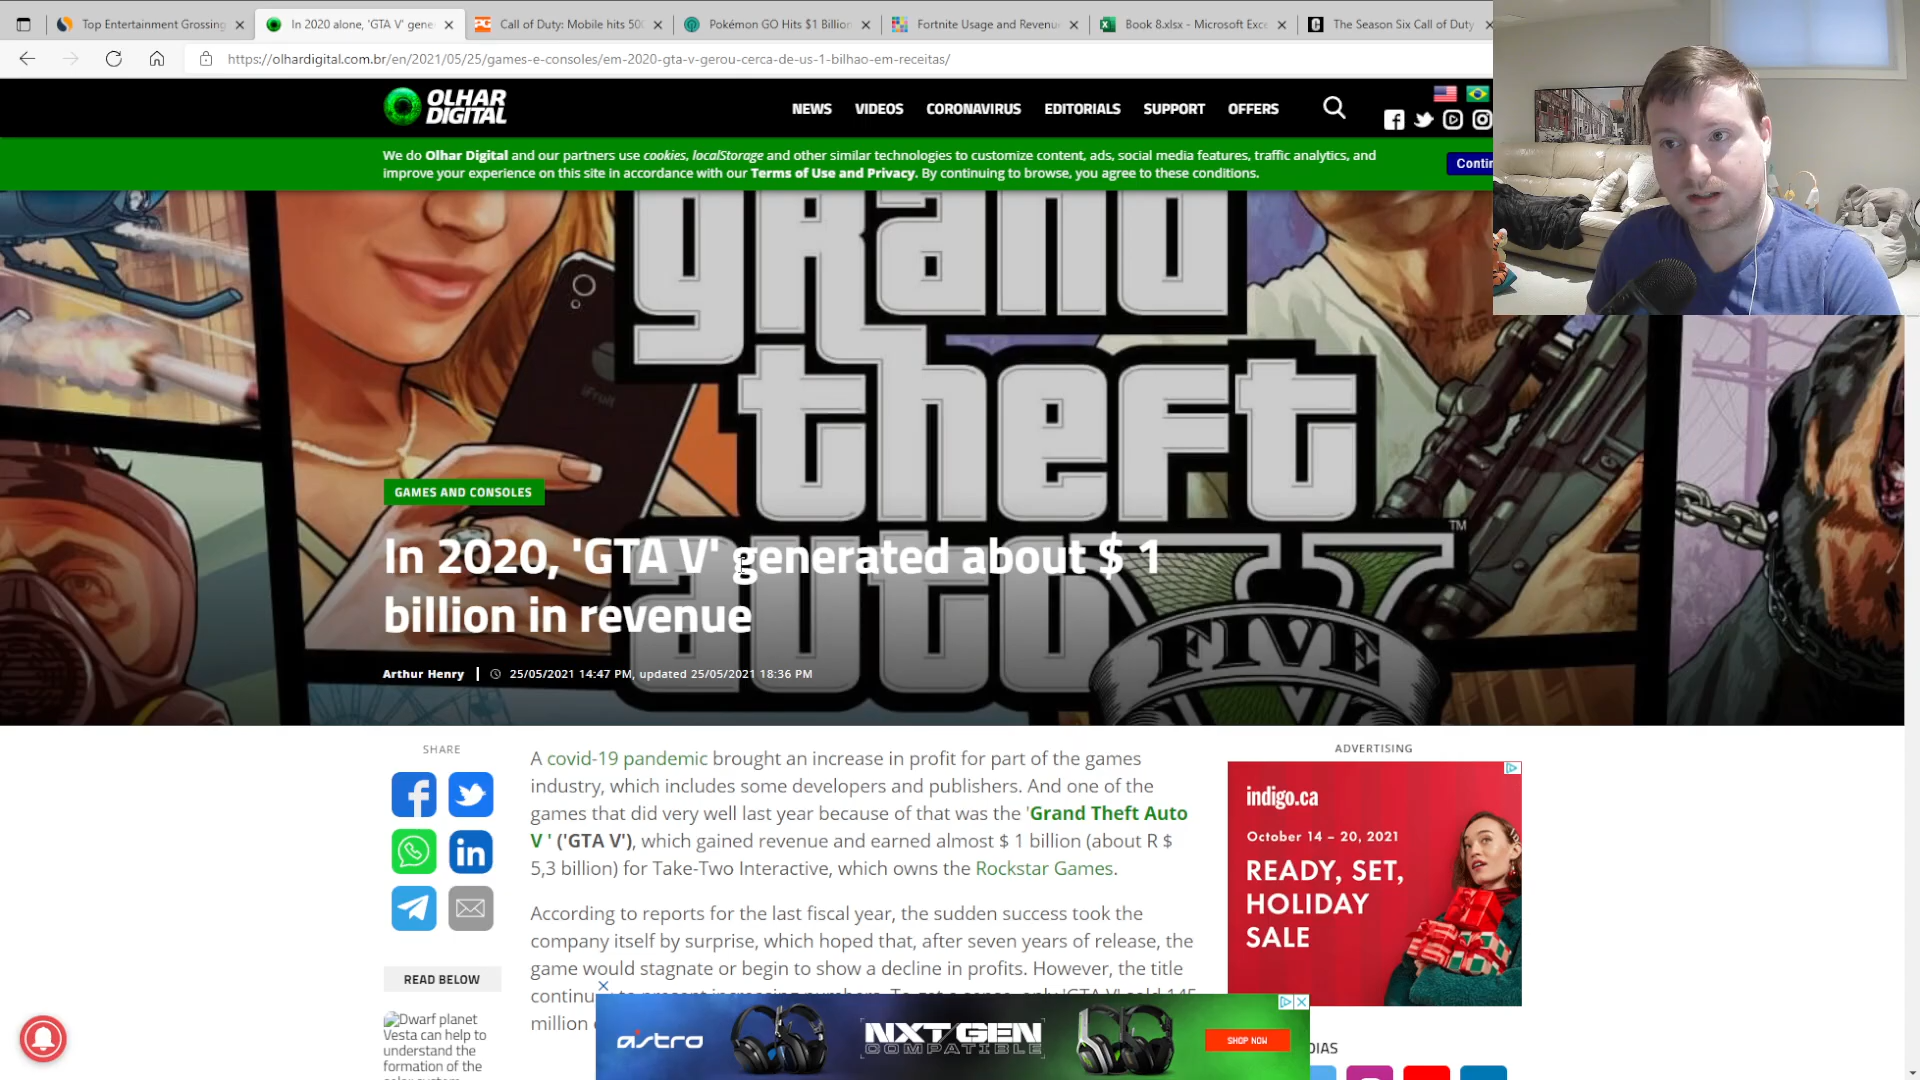 Top Entertainment Grossing
In 2020 alone, 'GTA V' gene
Call of Duty: Mobile hits 500
Pokémon GO Hits $1 Billion
Fortnite Usage and Revenu
Book 8.xlsx - Microsoft Exc
The Season Six Call of Duty
https://olhardigital.com.br/en/2021/05/25/games-e-consoles/em-2020-gta-v-gerou-cerca-de-us-1-bilhao-em-receitas/
OLHAR DIGITAL
NEWS VIDEOS CORONAVIRUS EDITORIALS SUPPORT OFFERS
We do Olhar Digital and our partners use cookies, localStorage and other similar technologies to customize content, ads, social media features, traffic analytics, and
improve your experience on this site in accordance with our Terms of Use and Privacy. By continuing to browse, you agree to these conditions.
Contin
grand
theft
auto
V
FIVE
TM
iFruit
GAMES AND CONSOLES
In 2020, 'GTA V' generated about $ 1
billion in revenue
Arthur Henry | 25/05/2021 14:47 PM, updated 25/05/2021 18:36 PM
SHARE
A covid-19 pandemic brought an increase in profit for part of the games
industry, which includes some developers and publishers. And one of the
games that did very well last year because of that was the 'Grand Theft Auto
V ' ('GTA V'), which gained revenue and earned almost $ 1 billion (about R $
5,3 billion) for Take-Two Interactive, which owns the Rockstar Games.
According to reports for the last fiscal year, the sudden success took the
company itself by surprise, which hoped that, after seven years of release, the
game would stagnate or begin to show a decline in profits. However, the title
million
READ BELOW
Dwarf planet
Vesta can help to
understand the
formation of the
ADVERTISING
indigo.ca
October 14 – 20, 2021
READY, SET,
HOLIDAY
SALE
astro
NXT GEN
COMPATIBLE
SHOP NOW
DIAS